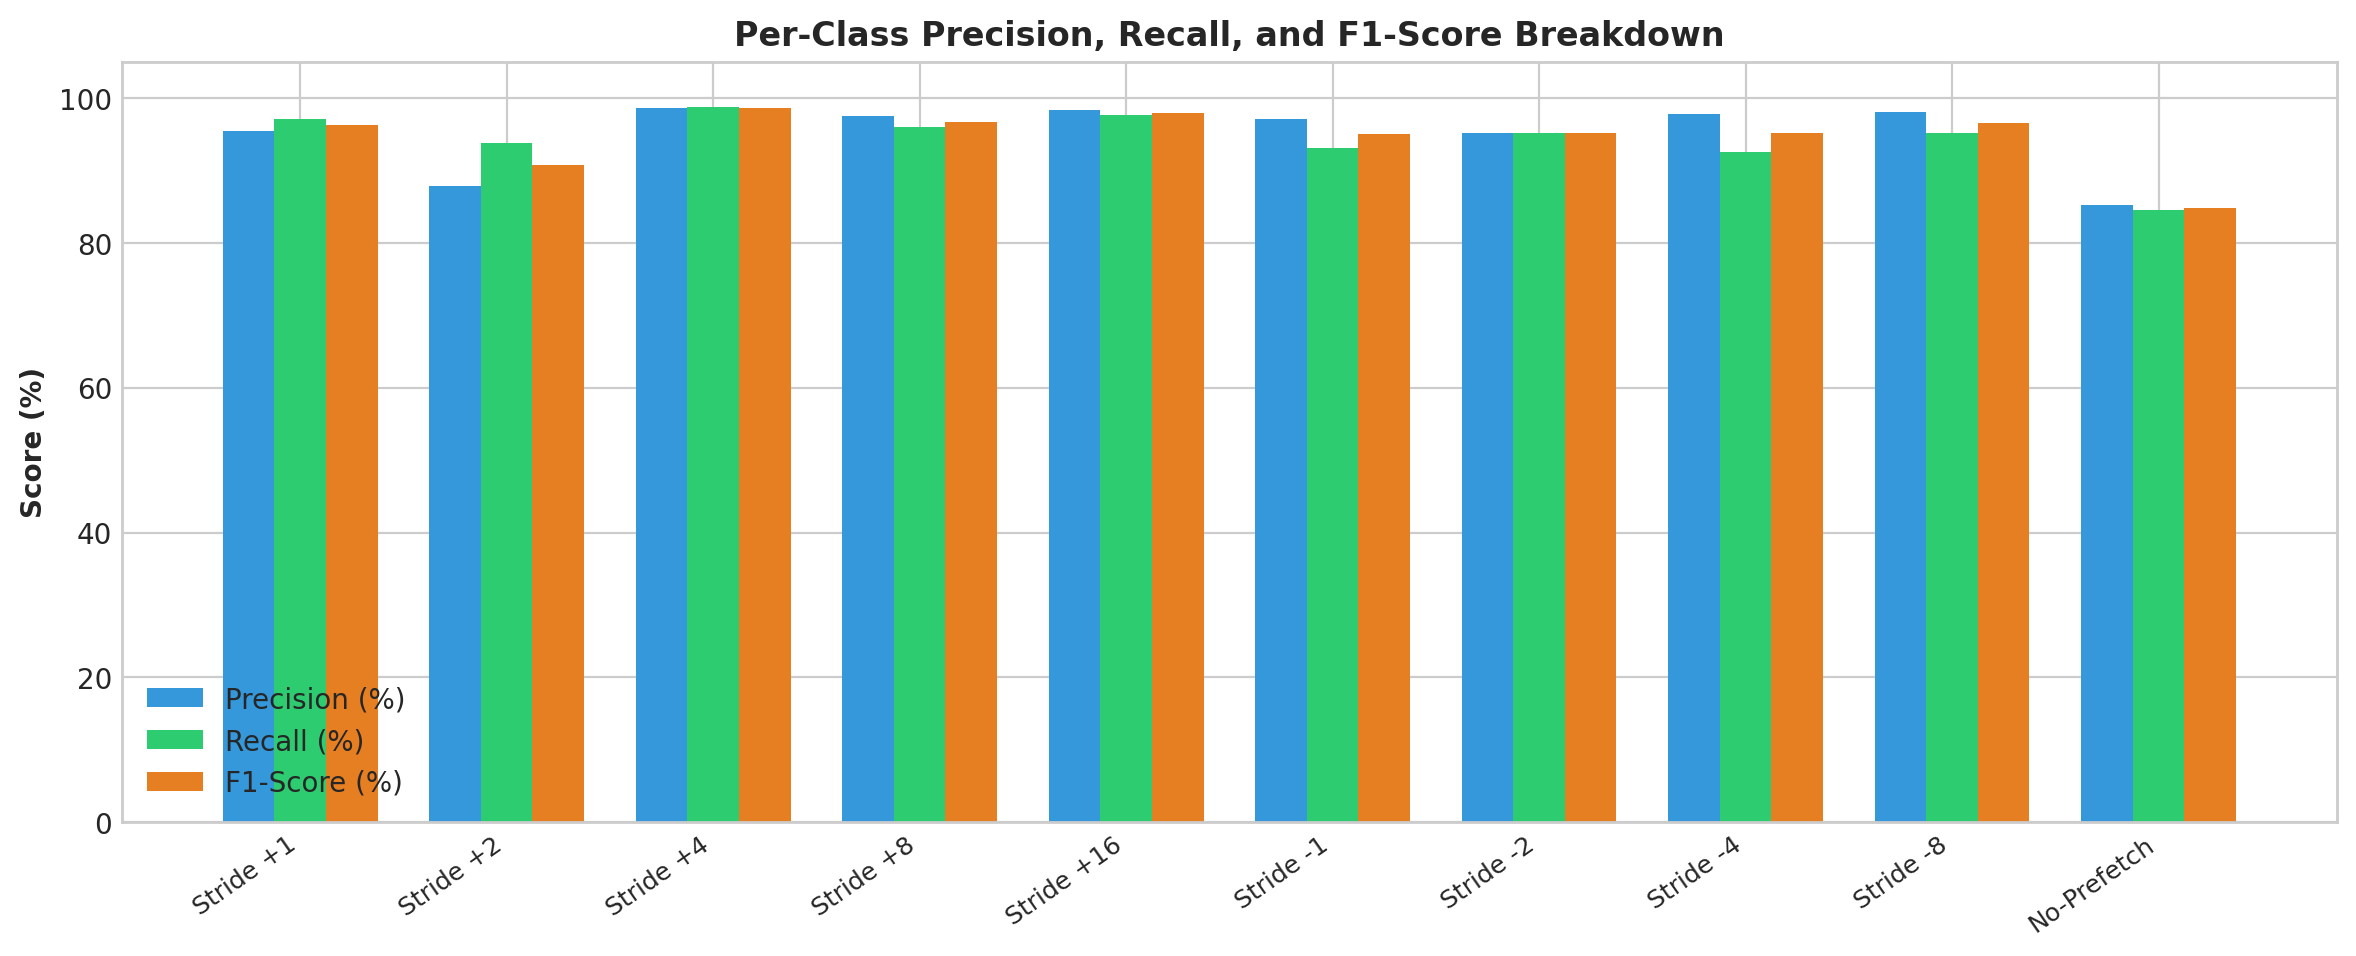 Per-Class Precision, Recall, and F1-Score Breakdown
Score (%)
100
80
60
40
20
0
Precision (%)
Recall (%)
F1-Score (%)
Stride +1
Stride +2
Stride +4
Stride +8
Stride +16
Stride -1
Stride -2
Stride -4
Stride -8
No-Prefetch